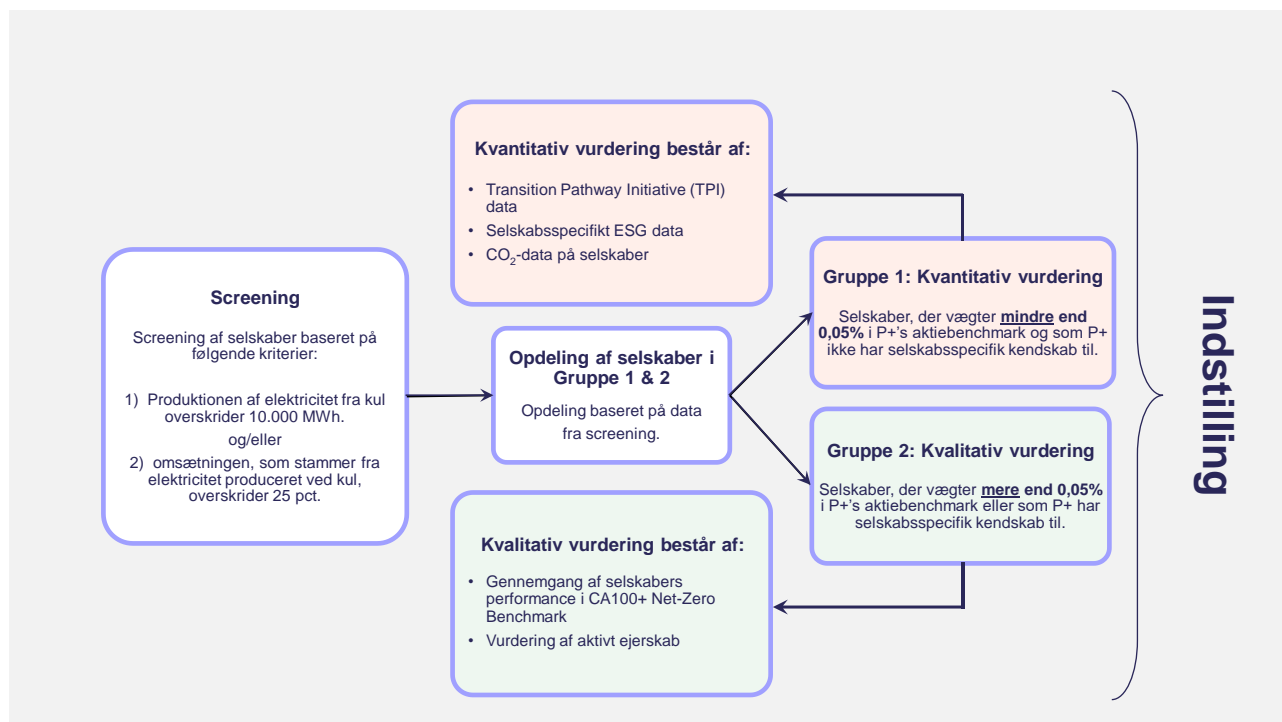 Screening
Screening af selskaber baseret på
følgende kriterier:
1) Produktionen af elektricitet fra kul
overskrider 10.000 MWh.
og/eller
2) omsætningen, som stammer fra
elektricitet produceret ved kul,
overskrider 25 pct.
Kvantitativ vurdering består af:
• Transition Pathway Initiative (TPI)
data
• Selskabsspecifikt ESG data
• CO₂-data på selskaber
Opdeling af selskaber i
Gruppe 1 & 2
Opdeling baseret på data
fra screening.
Kvalitativ vurdering består af:
• Gennemgang af selskabers
performance i CA100+ Net-Zero
Benchmark
• Vurdering af aktivt ejerskab
Gruppe 1: Kvantitativ vurdering
Selskaber, der vægter mindre end
0,05% i P+'s aktiebenchmark og som P+
ikke har selskabsspecifik kendskab til.
Gruppe 2: Kvalitativ vurdering
Selskaber, der vægter mere end 0,05%
i P+'s aktiebenchmark eller som P+ har
selskabsspecifik kendskab til.
Indstilling